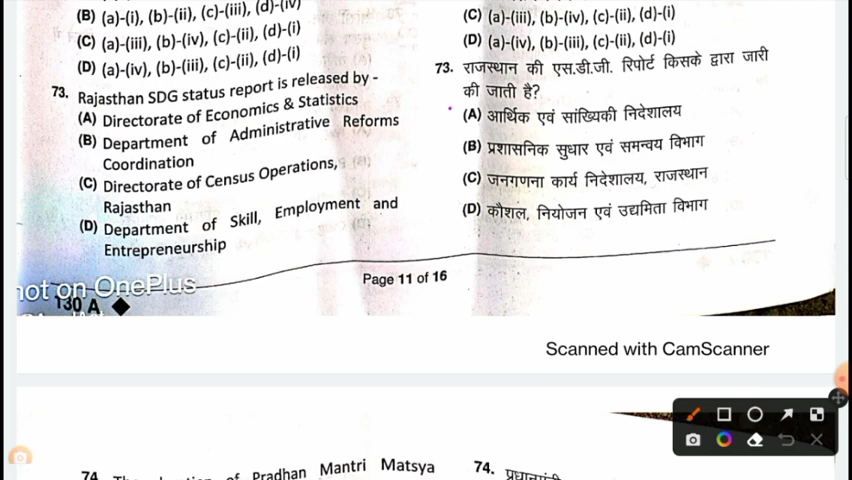 (B) (a)-(i), (b)-(ii), (c)-(iii), (d)-(iv)
(C) (a)-(iii), (b)-(iv), (c)-(ii), (d)-(i)
(D) (a)-(iv), (b)-(iii), (c)-(ii), (d)-(i)
73. Rajasthan SDG status report is released by -
(A) Directorate of Economics & Statistics
(B) Department of Administrative Reforms
Coordination
(C) Directorate of Census Operations,
Rajasthan
(D) Department of Skill, Employment and
Entrepreneurship
(C) (a)-(iii), (b)-(iv), (c)-(ii), (d)-(i)
(D) (a)-(iv), (b)-(iii), (c)-(ii), (d)-(i)
73. राजस्थान की एस.डी.जी. रिपोर्ट किसके द्वारा जारी
की जाती है?
(A) आर्थिक एवं सांख्यिकी निदेशालय
(B) प्रशासनिक सुधार एवं समन्वय विभाग
(C) जनगणना कार्य निदेशालय, राजस्थान
(D) कौशल, नियोजन एवं उद्यमिता विभाग
not on OnePlus
130 A
Page 11 of 16
Scanned with CamScanner
74. of Pradhan Mantri Matsya
74.